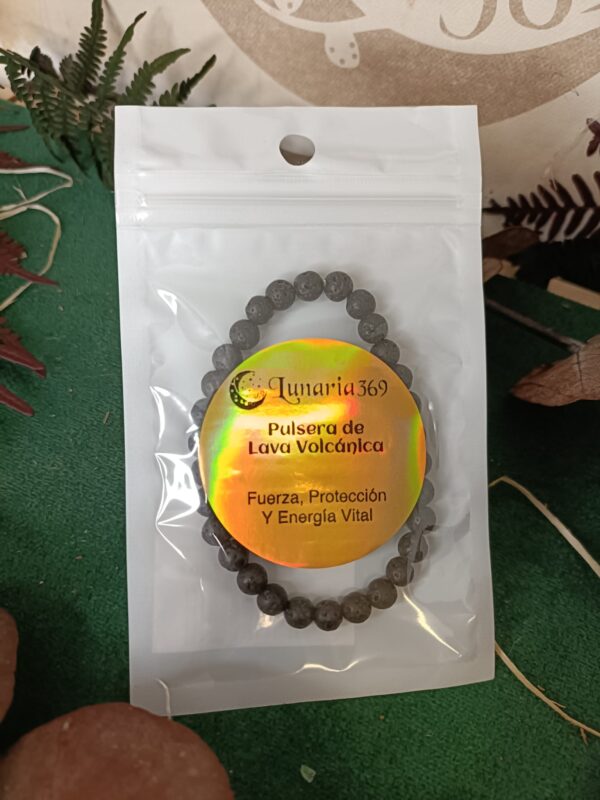 Lunaria369
Pulsera de
Lava Volcánica
Fuerza, Protección
Y Energía Vital